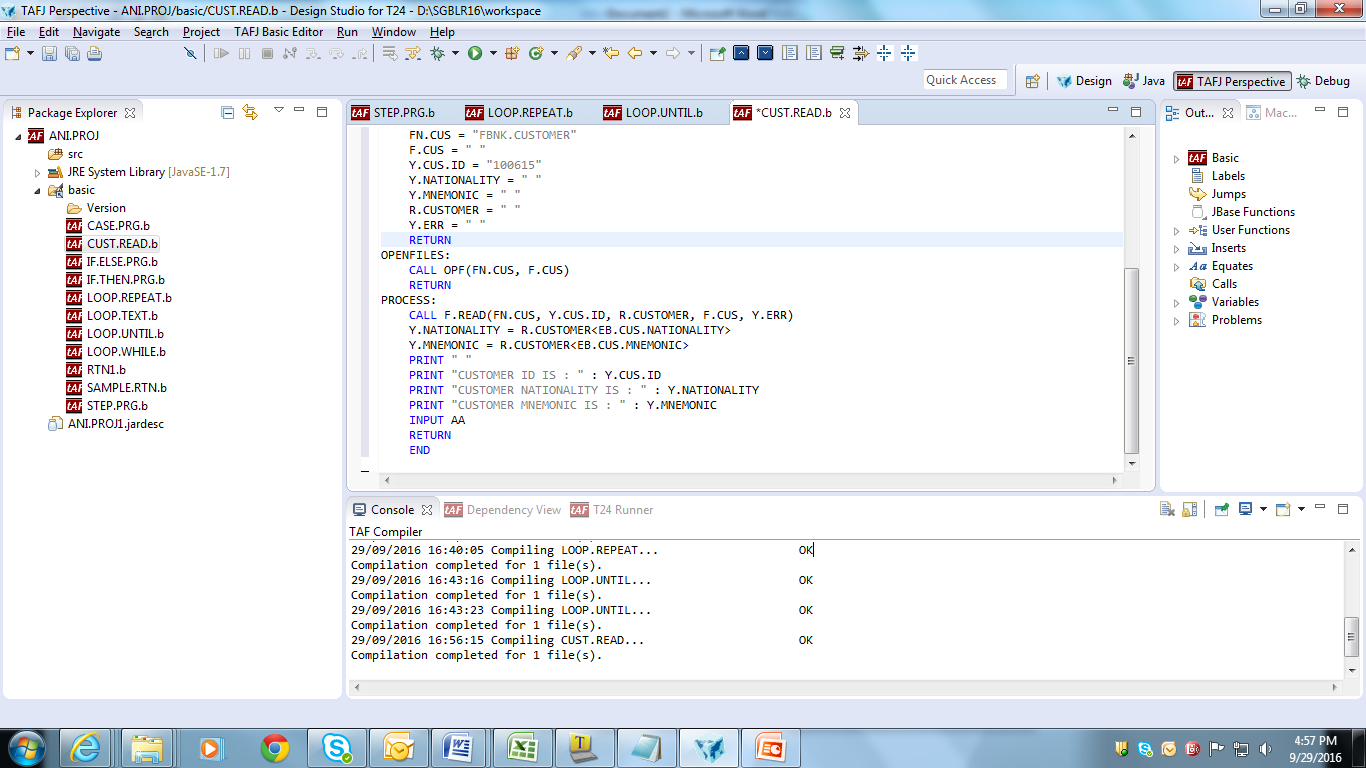 TAFJ Perspective - ANI.PROJ/basic/CUST.READ.b - Design Studio for T24 - D:\SGBLR16\workspace
File Edit Navigate Search Project TAFJ Basic Editor Run Window Help
Quick Access
Design
Java
TAFJ Perspective
Debug
Package Explorer
ANI.PROJ
src
JRE System Library [JavaSE-1.7]
basic
Version
CASE.PRG.b
CUST.READ.b
IF.ELSE.PRG.b
IF.THEN.PRG.b
LOOP.REPEAT.b
LOOP.TEXT.b
LOOP.UNTIL.b
LOOP.WHILE.b
RTN1.b
SAMPLE.RTN.b
STEP.PRG.b
ANI.PROJ1.jardesc
STEP.PRG.b LOOP.REPEAT.b LOOP.UNTIL.b *CUST.READ.b
FN.CUS = "FBNK.CUSTOMER"
F.CUS = " "
Y.CUS.ID = "100615"
Y.NATIONALITY = " "
Y.MNEMONIC = " "
R.CUSTOMER = " "
Y.ERR = " "
RETURN
OPENFILES:
CALL OPF(FN.CUS, F.CUS)
RETURN
PROCESS:
CALL F.READ(FN.CUS, Y.CUS.ID, R.CUSTOMER, F.CUS, Y.ERR)
Y.NATIONALITY = R.CUSTOMER<EB.CUS.NATIONALITY>
Y.MNEMONIC = R.CUSTOMER<EB.CUS.MNEMONIC>
PRINT " "
PRINT "CUSTOMER ID IS : " : Y.CUS.ID
PRINT "CUSTOMER NATIONALITY IS : " : Y.NATIONALITY
PRINT "CUSTOMER MNEMONIC IS : " : Y.MNEMONIC
INPUT AA
RETURN
END
Out... Mac...
Basic
Labels
Jumps
JBase Functions
User Functions
Inserts
Equates
Calls
Variables
Problems
Console Dependency View T24 Runner
TAF Compiler
29/09/2016 16:40:05 Compiling LOOP.REPEAT... OK
Compilation completed for 1 file(s).
29/09/2016 16:43:16 Compiling LOOP.UNTIL... OK
Compilation completed for 1 file(s).
29/09/2016 16:43:23 Compiling LOOP.UNTIL... OK
Compilation completed for 1 file(s).
29/09/2016 16:56:15 Compiling CUST.READ... OK
Compilation completed for 1 file(s).
4:57 PM
9/29/2016